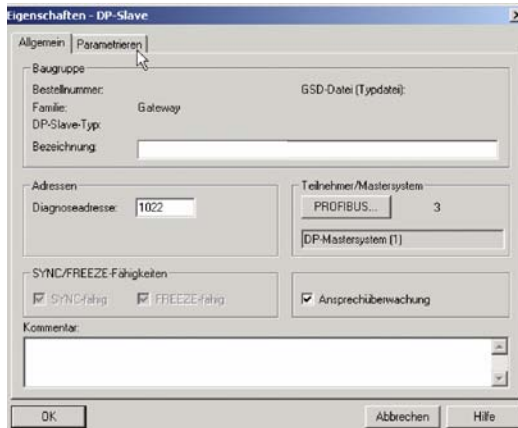 Eigenschaften - DP-Slave
Allgemein Parametrieren
Baugruppe
Bestellnummer: GSD-Datei (Typdatei):
Familie: Gateway
DP-Slave-Typ:
Bezeichnung:
Adressen
Diagnoseadresse: 1022
Teilnehmer/Mastersystem
PROFIBUS... 3
DP-Mastersystem (1)
SYNC/FREEZE-Fähigkeiten
SYNC-fähig FREEZE-fähig
Ansprechüberwachung
Kommentar:
OK Abbrechen Hilfe